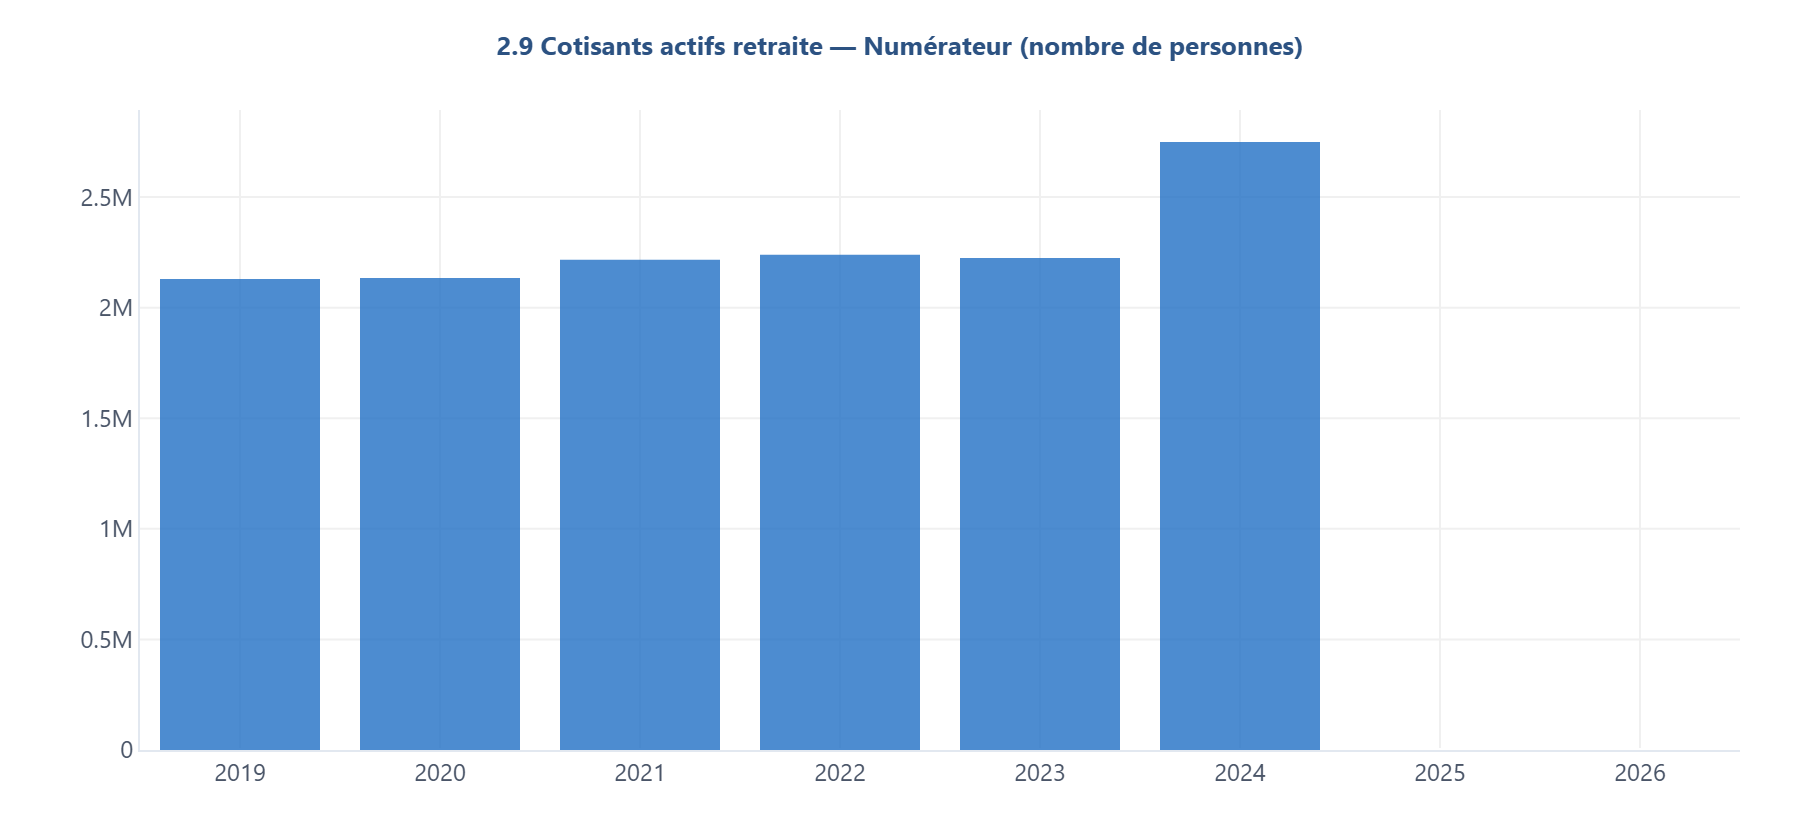 2.9 Cotisants actifs retraite — Numérateur (nombre de personnes)
2.5M
2M
1.5M
1M
0.5M
0
2019 2020 2021 2022 2023 2024 2025 2026